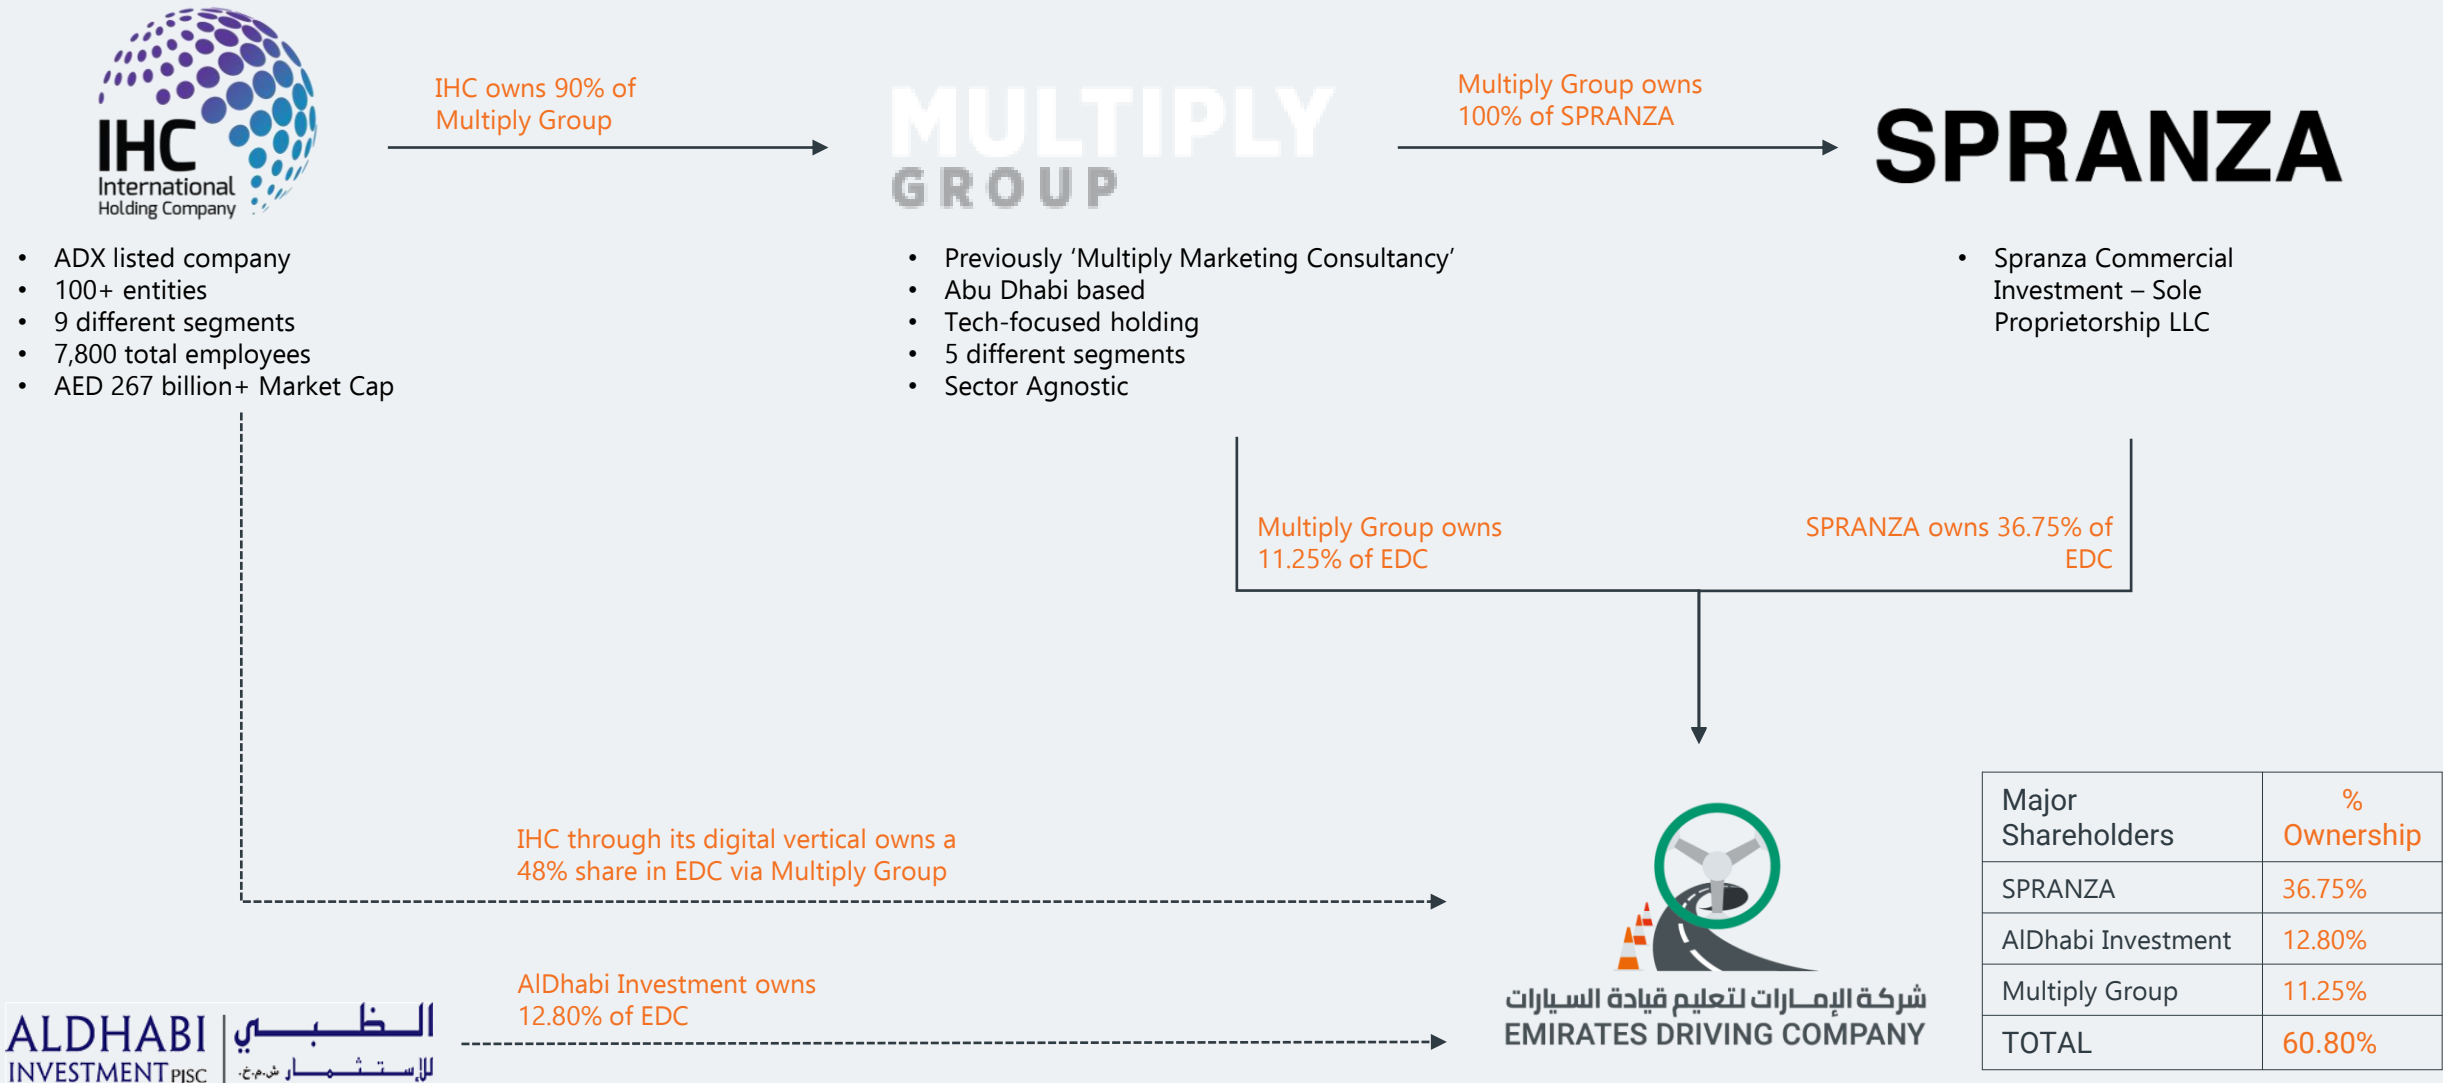 IHC
International
Holding Company
IHC owns 90% of
Multiply Group
MULTIPLY
GROUP
Multiply Group owns
100% of SPRANZA
SPRANZA
• ADX listed company
• 100+ entities
• 9 different segments
• 7,800 total employees
• AED 267 billion+ Market Cap
• Previously ‘Multiply Marketing Consultancy’
• Abu Dhabi based
• Tech-focused holding
• 5 different segments
• Sector Agnostic
• Spranza Commercial
Investment – Sole
Proprietorship LLC
Multiply Group owns
11.25% of EDC
SPRANZA owns 36.75% of
EDC
IHC through its digital vertical owns a
48% share in EDC via Multiply Group
AlDhabi Investment owns
12.80% of EDC
ALDHABI
INVESTMENT PJSC
الظبي
للإستثمار ش.م.خ.
شركة الإمارات لتعليم قيادة السيارات
EMIRATES DRIVING COMPANY
Major Shareholders % Ownership
SPRANZA 36.75%
AlDhabi Investment 12.80%
Multiply Group 11.25%
TOTAL 60.80%